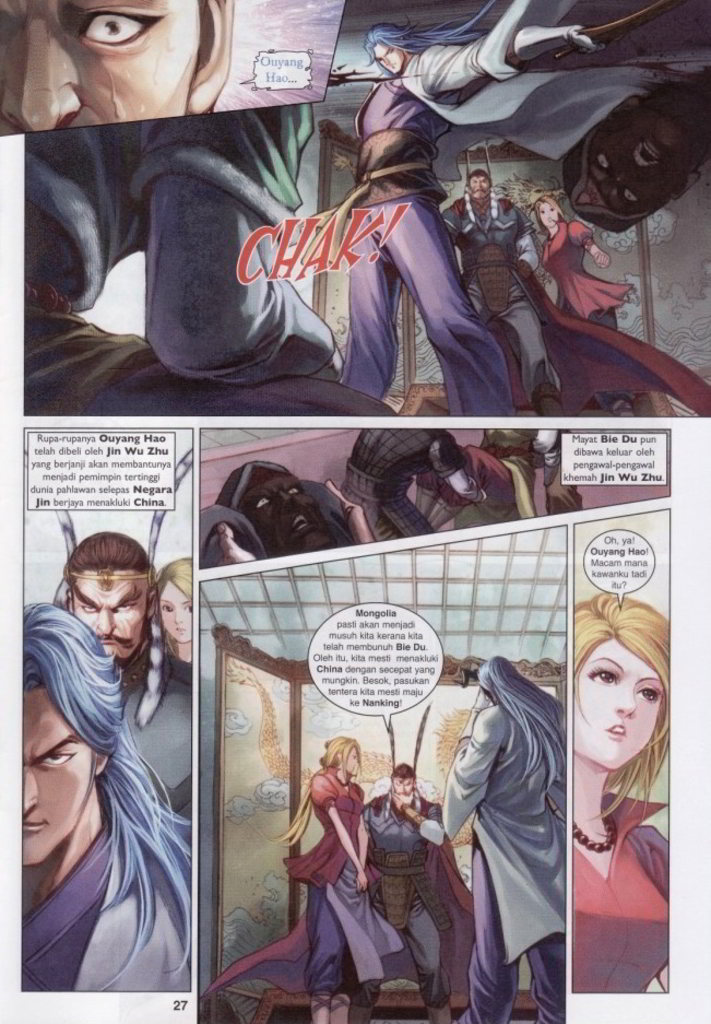 Ouyang
Hao...
CHAK!
Rupa-rupanya Ouyang Hao
telah dibeli oleh Jin Wu Zhu
yang berjanji akan membantunya
menjadi pemimpin tertinggi
dunia pahlawan selepas Negara
Jin berjaya menakluki China.
Mayat Bie Du pun
dibawa keluar oleh
pengawal-pengawal
khemah Jin Wu Zhu.
Mongolia
pasti akan menjadi
musuh kita kerana kita
telah membunuh Bie Du.
Oleh itu, kita mesti menakluki
China dengan secepat yang
mungkin. Besok, pasukan
tentera kita mesti maju
ke Nanking!
Oh, ya!
Ouyang Hao!
Macam mana
kawanku tadi
itu?
27